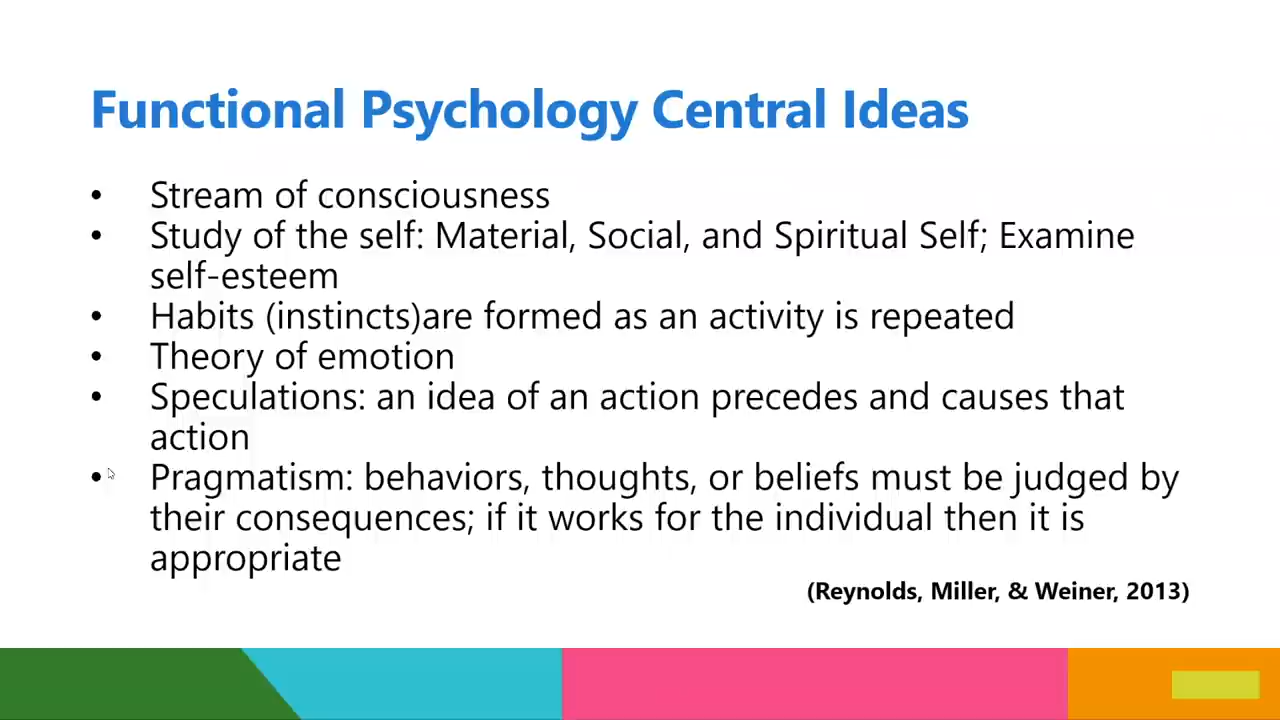 Functional Psychology Central Ideas
• Stream of consciousness
• Study of the self: Material, Social, and Spiritual Self; Examine
self-esteem
• Habits (instincts)are formed as an activity is repeated
• Theory of emotion
• Speculations: an idea of an action precedes and causes that
action
• Pragmatism: behaviors, thoughts, or beliefs must be judged by
their consequences; if it works for the individual then it is
appropriate
(Reynolds, Miller, & Weiner, 2013)